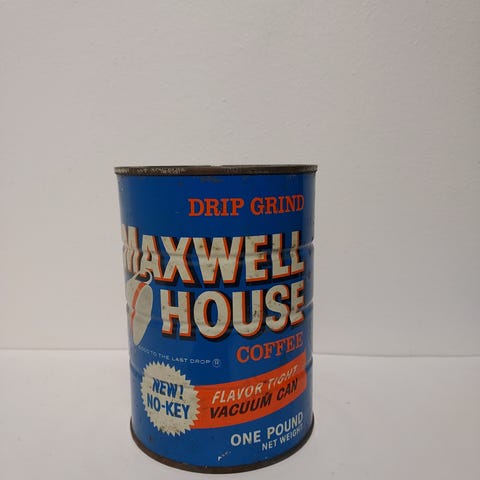 DRIP GRIND
MAXWELL
HOUSE
COFFEE
TO THE LAST DROP ®
NEW!
NO-KEY
FLAVOR TIGHT
VACUUM CAN
ONE POUND
NET WEIGHT